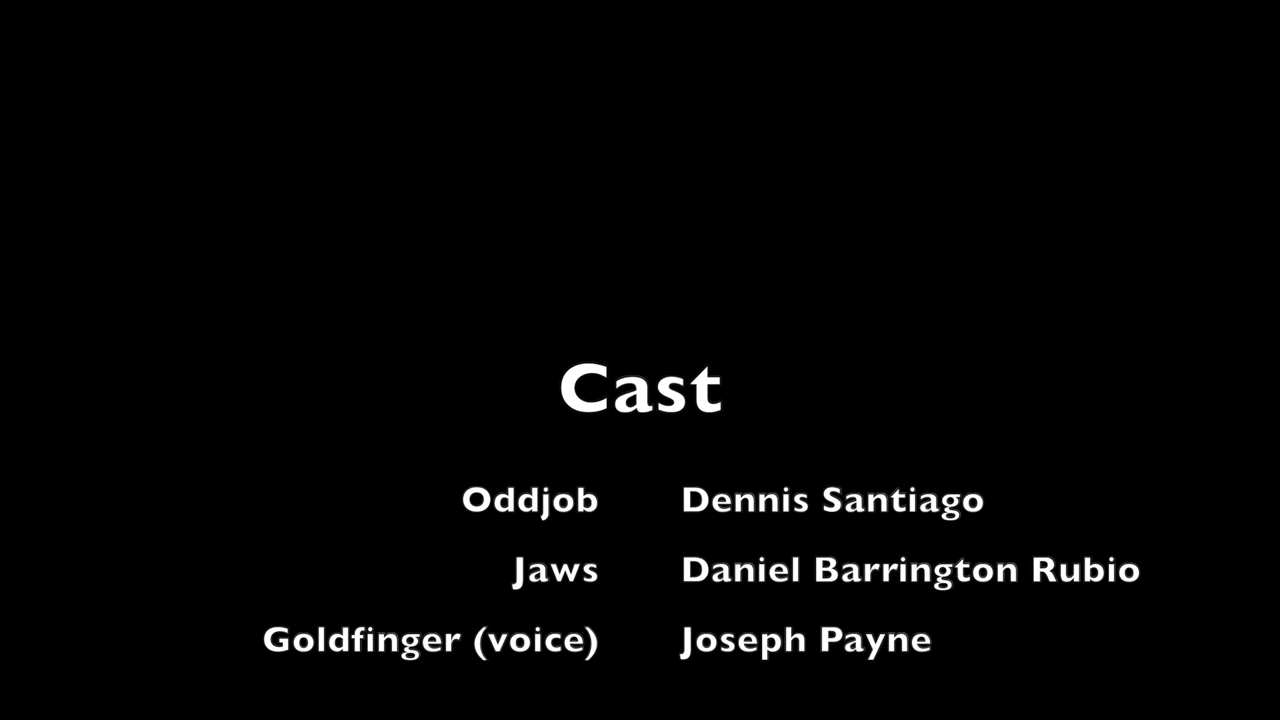 Cast
Oddjob Dennis Santiago
Jaws Daniel Barrington Rubio
Goldfinger (voice) Joseph Payne